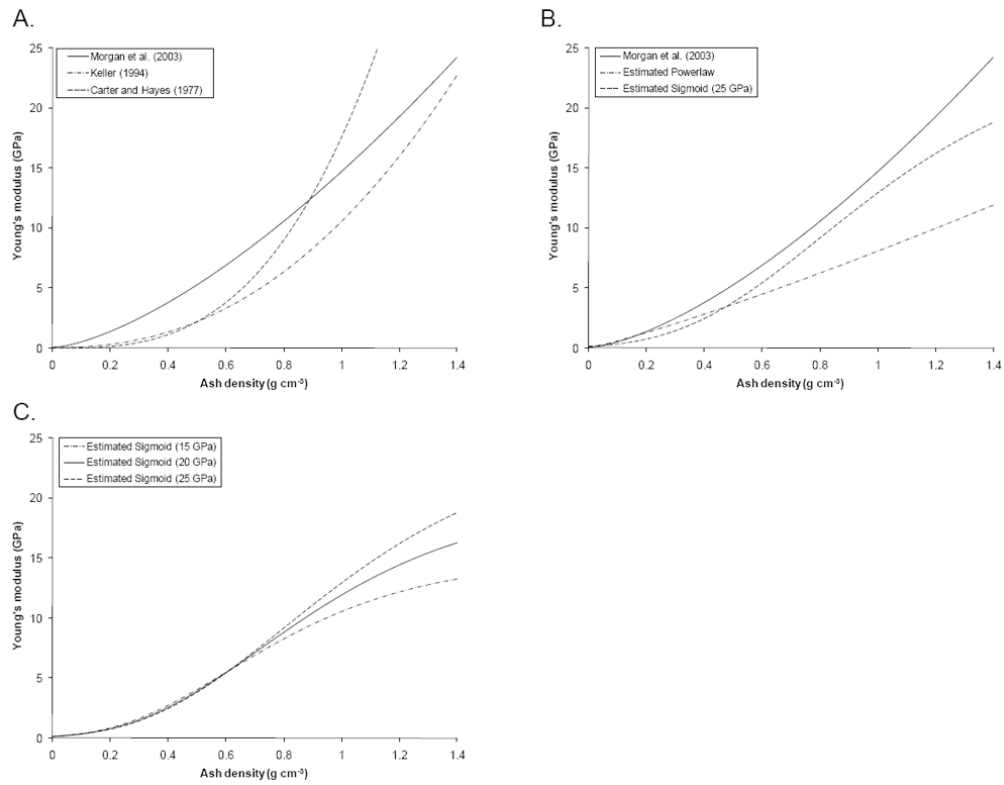 A.
25
20
15
10
5
0
Young's modulus (GPa)
Morgan et al. (2003)
Keller (1994)
Carter and Hayes (1977)
0 0.2 0.4 0.6 0.8 1 1.2 1.4
Ash density (g cm-3)
B.
25
20
15
10
5
0
Young's modulus (GPa)
Morgan et al. (2003)
Estimated Powerlaw
Estimated Sigmoid (25 GPa)
0 0.2 0.4 0.6 0.8 1 1.2 1.4
Ash density (g cm-3)
C.
25
20
15
10
5
0
Young's modulus (GPa)
Estimated Sigmoid (15 GPa)
Estimated Sigmoid (20 GPa)
Estimated Sigmoid (25 GPa)
0 0.2 0.4 0.6 0.8 1 1.2 1.4
Ash density (g cm-3)